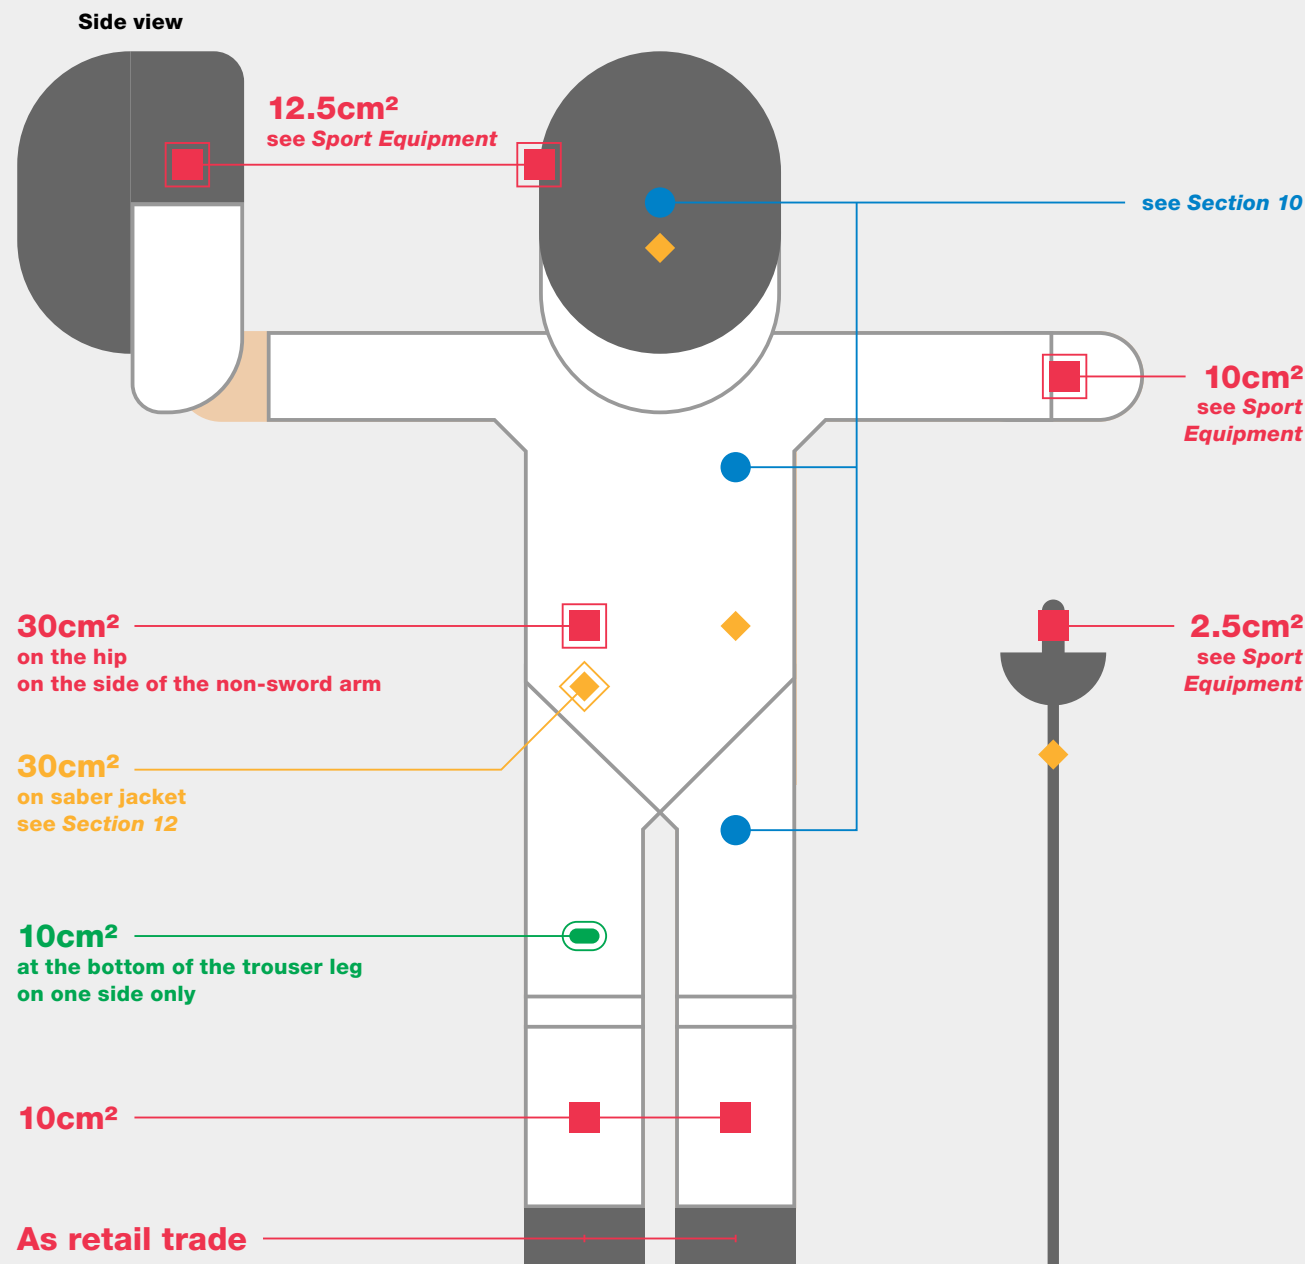 Side view
12.5cm²
see Sport Equipment
see Section 10
10cm²
see Sport
Equipment
30cm²
on the hip
on the side of the non-sword arm
2.5cm²
see Sport
Equipment
30cm²
on saber jacket
see Section 12
10cm²
at the bottom of the trouser leg
on one side only
10cm²
As retail trade